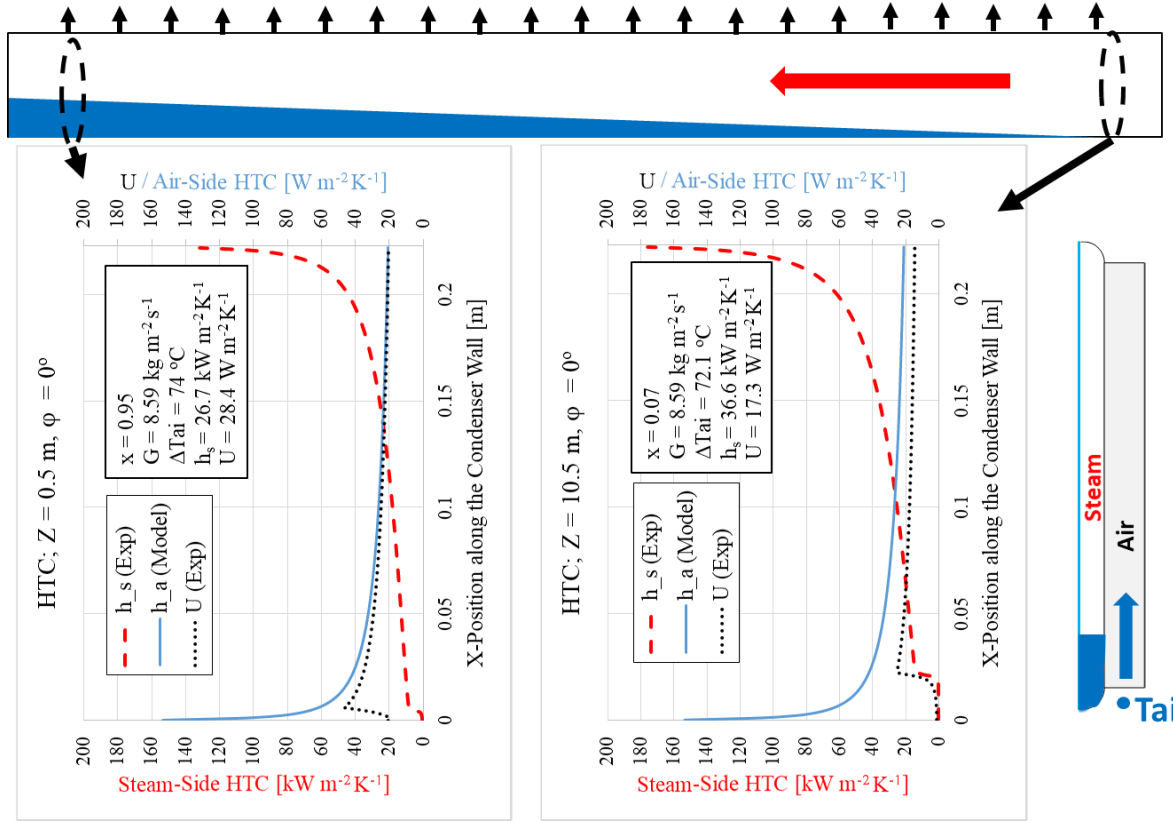 HTC; Z = 0.5 m, φ = 0°
U / Air-Side HTC [W m⁻² K⁻¹]
200 180 160 140 120 100 80 60 40 20 0
h_s (Exp)
h_a (Model)
U (Exp)
x = 0.95
G = 8.59 kg m⁻² s⁻¹
ΔTai = 74 °C
hₛ = 26.7 kW m⁻² K⁻¹
U = 28.4 W m⁻² K⁻¹
0 0.05 0.1 0.15 0.2
X-Position along the Condenser Wall [m]
200 180 160 140 120 100 80 60 40 20 0
Steam-Side HTC [kW m⁻² K⁻¹]
HTC; Z = 10.5 m, φ = 0°
U / Air-Side HTC [W m⁻² K⁻¹]
200 180 160 140 120 100 80 60 40 20 0
h_s (Exp)
h_a (Model)
U (Exp)
x = 0.07
G = 8.59 kg m⁻² s⁻¹
ΔTai = 72.1 °C
hₛ = 36.6 kW m⁻² K⁻¹
U = 17.3 W m⁻² K⁻¹
0 0.05 0.1 0.15 0.2
X-Position along the Condenser Wall [m]
200 180 160 140 120 100 80 60 40 20 0
Steam-Side HTC [kW m⁻² K⁻¹]
Steam
Air
Tai